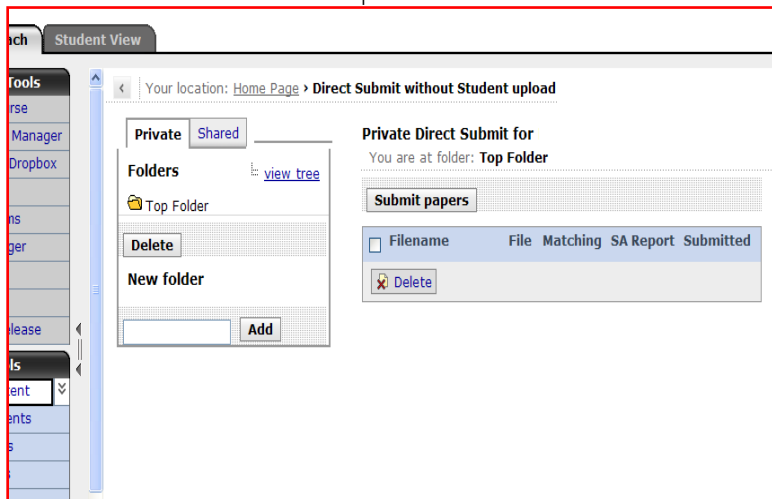 ach Student View
Tools
rse
Manager
Dropbox
ns
ger
lease
ls
ent
ents
s
Your location: Home Page › Direct Submit without Student upload
Private Shared
Folders view tree
Top Folder
Delete
New folder
Add
Private Direct Submit for
You are at folder: Top Folder
Submit papers
Filename File Matching SA Report Submitted
Delete